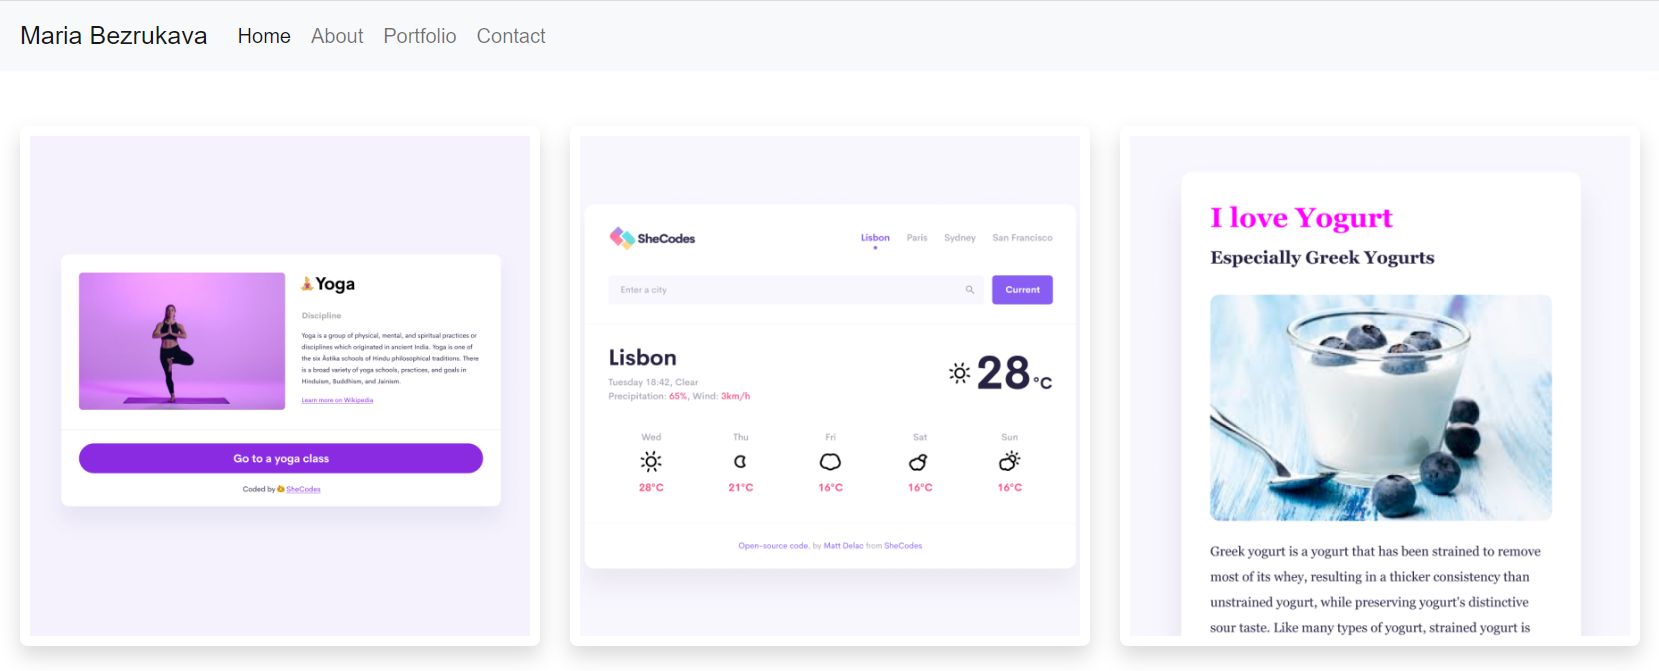 Maria Bezrukava
Home
About
Portfolio
Contact
Yoga
Discipline
Yoga is a group of physical, mental, and spiritual practices or
disciplines which originated in ancient India. Yoga is one of
the six Āstika schools of Hindu philosophical traditions. There
is a broad variety of yoga schools, practices, and goals in
Hinduism, Buddhism, and Jainism.
Learn more on Wikipedia
Go to a yoga class
Coded by SheCodes
SheCodes
Lisbon
Paris
Sydney
San Francisco
Enter a city
Current
Lisbon
Tuesday 18:42, Clear
Precipitation: 65%, Wind: 3km/h
28°C
Wed
Thu
Fri
Sat
Sun
28°C
21°C
16°C
16°C
16°C
Open-source code, by Matt Delac from SheCodes
I love Yogurt
Especially Greek Yogurts
Greek yogurt is a yogurt that has been strained to remove
most of its whey, resulting in a thicker consistency than
unstrained yogurt, while preserving yogurt's distinctive
sour taste. Like many types of yogurt, strained yogurt is